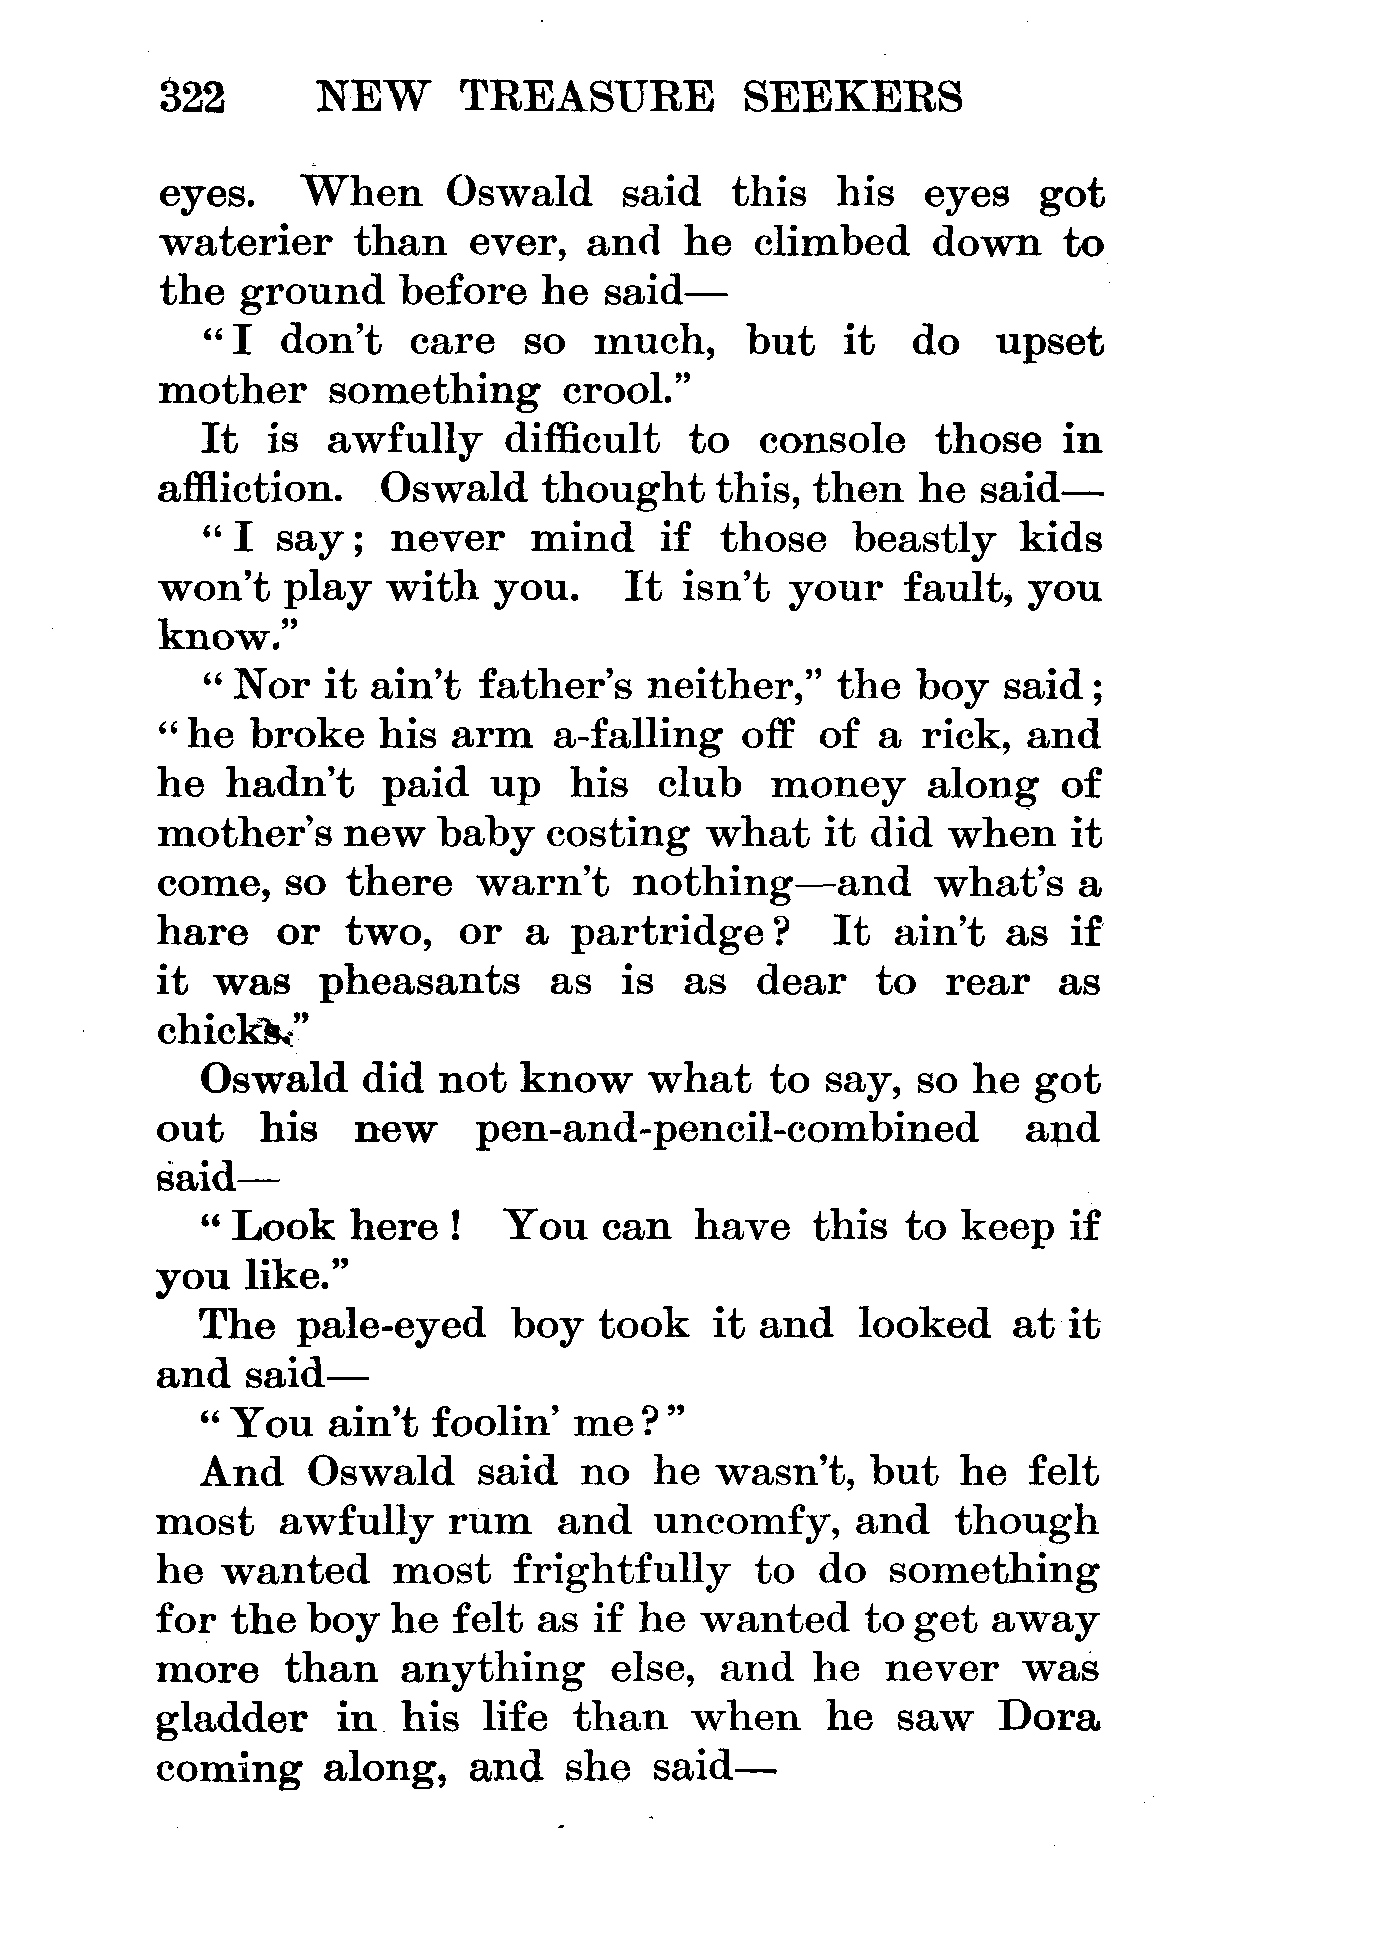 322 NEW TREASURE SEEKERS
eyes. When Oswald said this his eyes got
waterier than ever, and he climbed down to
the ground before he said—
“I don't care so much, but it do upset
mother something crool.”
It is awfully difficult to console those in
affliction. Oswald thought this, then he said—
“I say; never mind if those beastly kids
won't play with you. It isn't your fault, you
know.”
“Nor it ain't father's neither,” the boy said;
“he broke his arm a-falling off of a rick, and
he hadn't paid up his club money along of
mother's new baby costing what it did when it
come, so there warn't nothing—and what's a
hare or two, or a partridge? It ain't as if
it was pheasants as is as dear to rear as
chicks.”
Oswald did not know what to say, so he got
out his new pen-and-pencil-combined and
said—
“Look here! You can have this to keep if
you like.”
The pale-eyed boy took it and looked at it
and said—
“You ain't foolin' me?”
And Oswald said no he wasn't, but he felt
most awfully rum and uncomfy, and though
he wanted most frightfully to do something
for the boy he felt as if he wanted to get away
more than anything else, and he never was
gladder in his life than when he saw Dora
coming along, and she said—